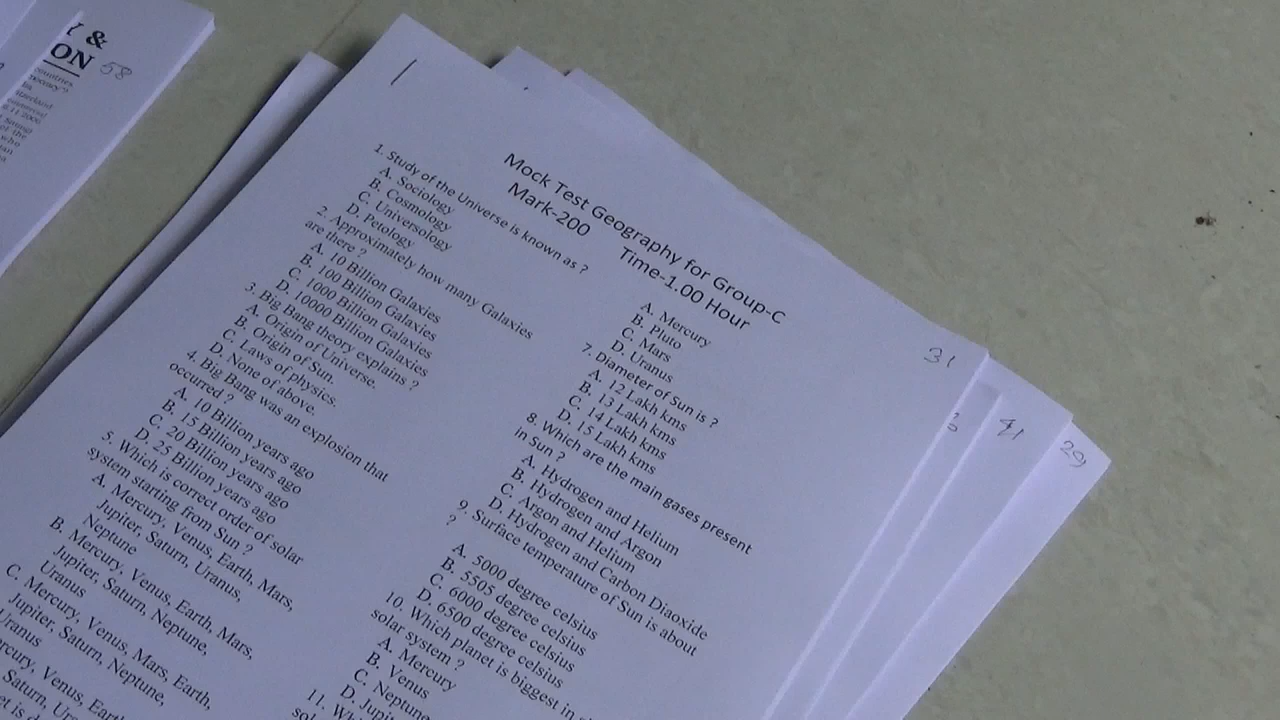 & 
ON
58
countries
Mock Test Geography for Group-C
Mark-200 Time-1.00 Hour
1. Study of the Universe is known as ?
A. Sociology
B. Cosmology
C. Universology
D. Petology
2. Approximately how many Galaxies
are there ?
A. 10 Billion Galaxies
B. 100 Billion Galaxies
C. 1000 Billion Galaxies
D. 10000 Billion Galaxies
3. Big Bang theory explains ?
A. Origin of Universe.
B. Origin of Sun.
C. Laws of physics.
D. None of above.
4. Big Bang was an explosion that
occurred ?
A. 10 Billion years ago
B. 15 Billion years ago
C. 20 Billion years ago
D. 25 Billion years ago
5. Which is correct order of solar
system starting from Sun ?
A. Mercury, Venus, Earth, Mars,
Jupiter, Saturn, Uranus,
Neptune
B. Mercury, Venus, Earth, Mars,
Jupiter, Saturn, Neptune,
Uranus
C. Mercury, Venus, Mars, Earth,
Jupiter, Saturn, Neptune,
Uranus
Venus, Earth
Saturn,
A. Mercury
B. Pluto
C. Mars
D. Uranus
7. Diameter of Sun is ?
A. 12 Lakh kms
B. 13 Lakh kms
C. 14 Lakh kms
D. 15 Lakh kms
8. Which are the main gases present
in Sun ?
A. Hydrogen and Helium
B. Hydrogen and Argon
C. Argon and Helium
D. Hydrogen and Carbon Diaoxide
9. Surface temperature of Sun is about
?
A. 5000 degree celsius
B. 5505 degree celsius
C. 6000 degree celsius
D. 6500 degree celsius
10. Which planet is biggest in
solar system ?
A. Mercury
B. Venus
C. Neptune
D.
11.
31
41
29